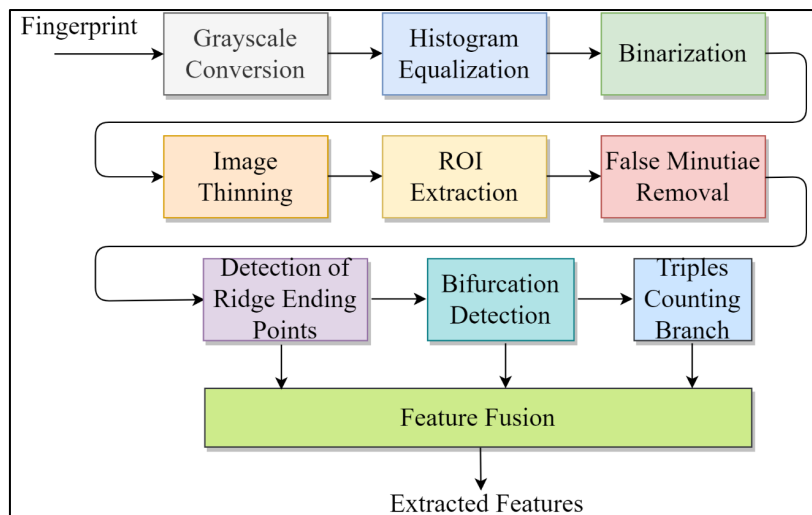 Fingerprint
Grayscale
Conversion
Histogram
Equalization
Binarization
Image
Thinning
ROI
Extraction
False Minutiae
Removal
Detection of
Ridge Ending
Points
Bifurcation
Detection
Triples
Counting
Branch
Feature Fusion
Extracted Features